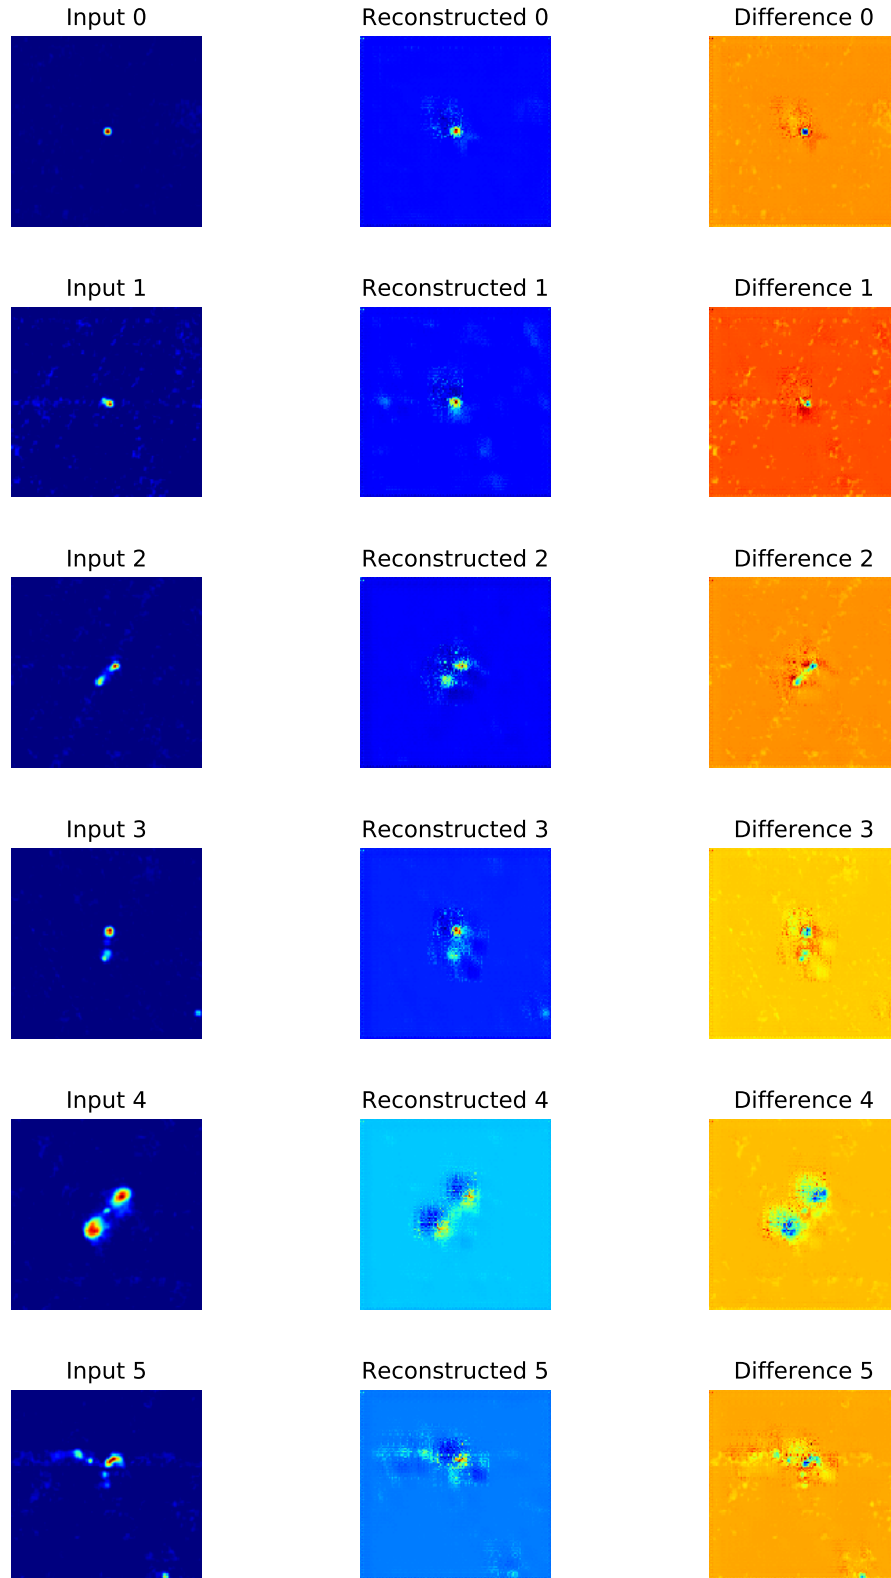 Input 0 Reconstructed 0 Difference 0
Input 1 Reconstructed 1 Difference 1
Input 2 Reconstructed 2 Difference 2
Input 3 Reconstructed 3 Difference 3
Input 4 Reconstructed 4 Difference 4
Input 5 Reconstructed 5 Difference 5